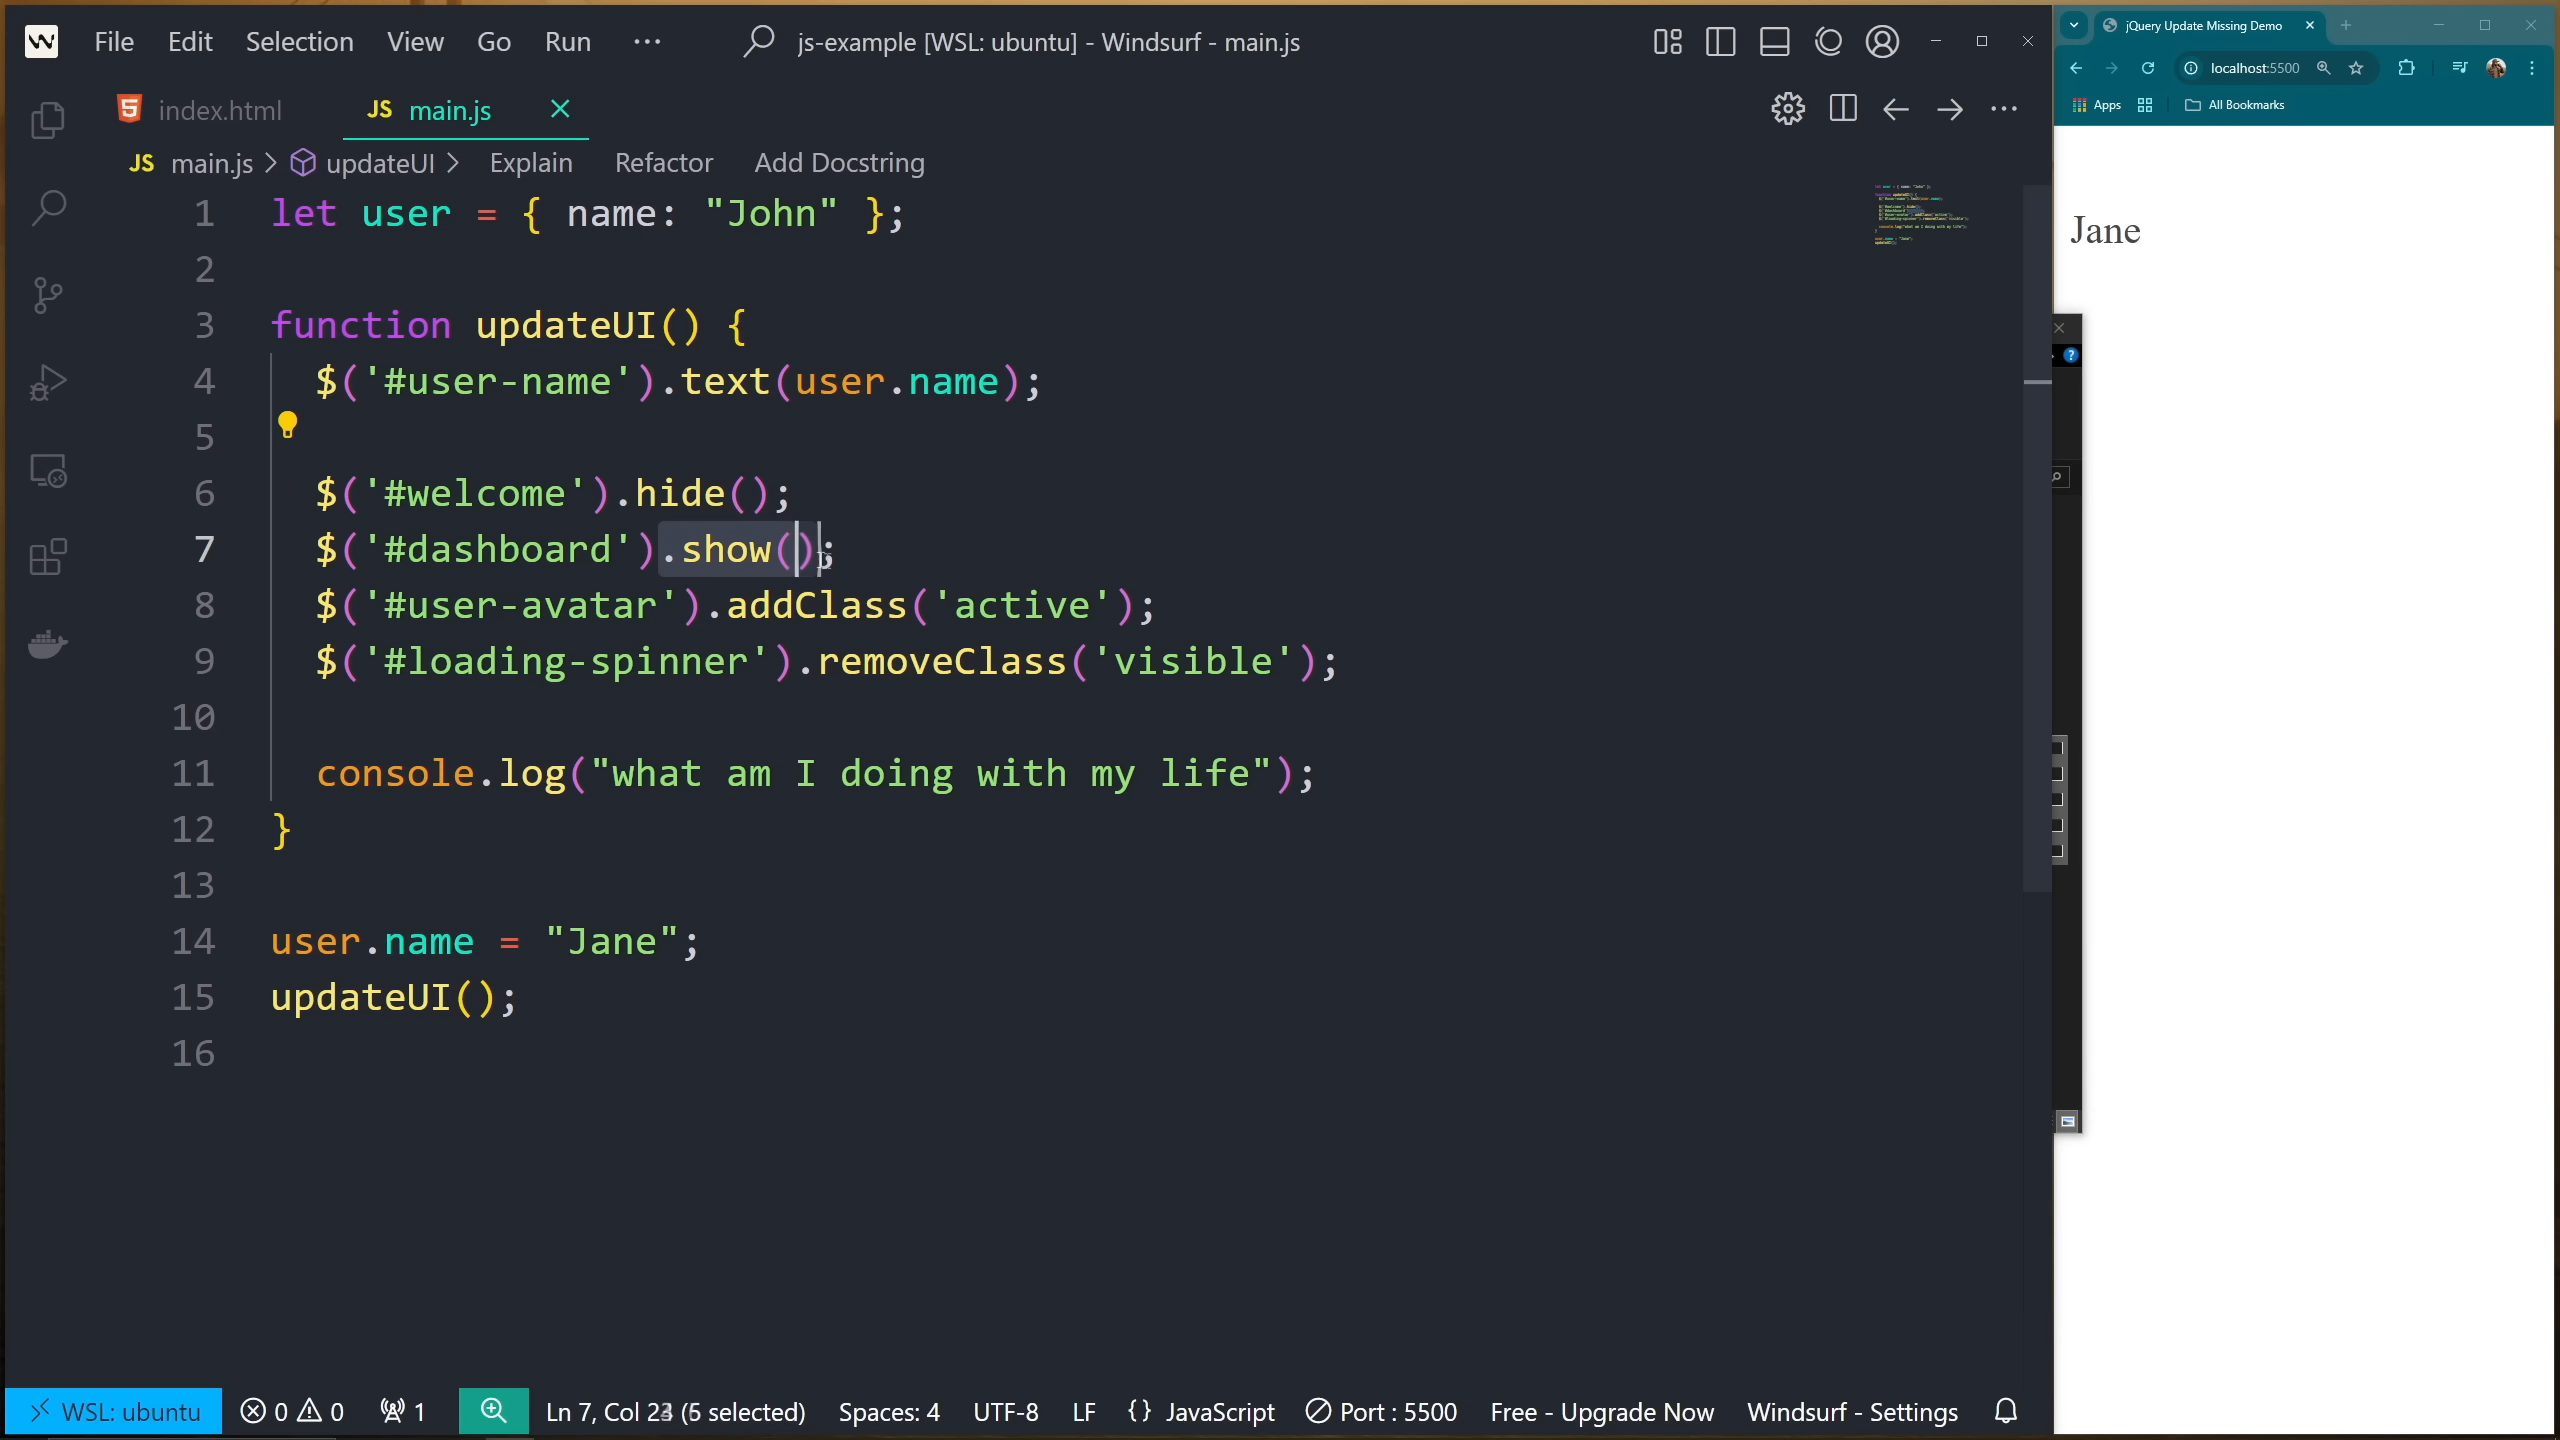 File Edit Selection View Go Run ··· js-example [WSL: ubuntu] - Windsurf - main.js
index.html JS main.js
JS main.js > updateUI > Explain Refactor Add Docstring
1 let user = { name: "John" };
2
3 function updateUI() {
4 $('#user-name').text(user.name);
5
6 $('#welcome').hide();
7 $('#dashboard').show();
8 $('#user-avatar').addClass('active');
9 $('#loading-spinner').removeClass('visible');
10
11 console.log("what am I doing with my life");
12 }
13
14 user.name = "Jane";
15 updateUI();
16
WSL: ubuntu 0 0 1 Ln 7, Col ( selected) Spaces: 4 UTF-8 LF {} JavaScript Port : 5500 Free - Upgrade Now Windsurf - Settings
jQuery Update Missing Demo
localhost:5500
Apps All Bookmarks
Jane